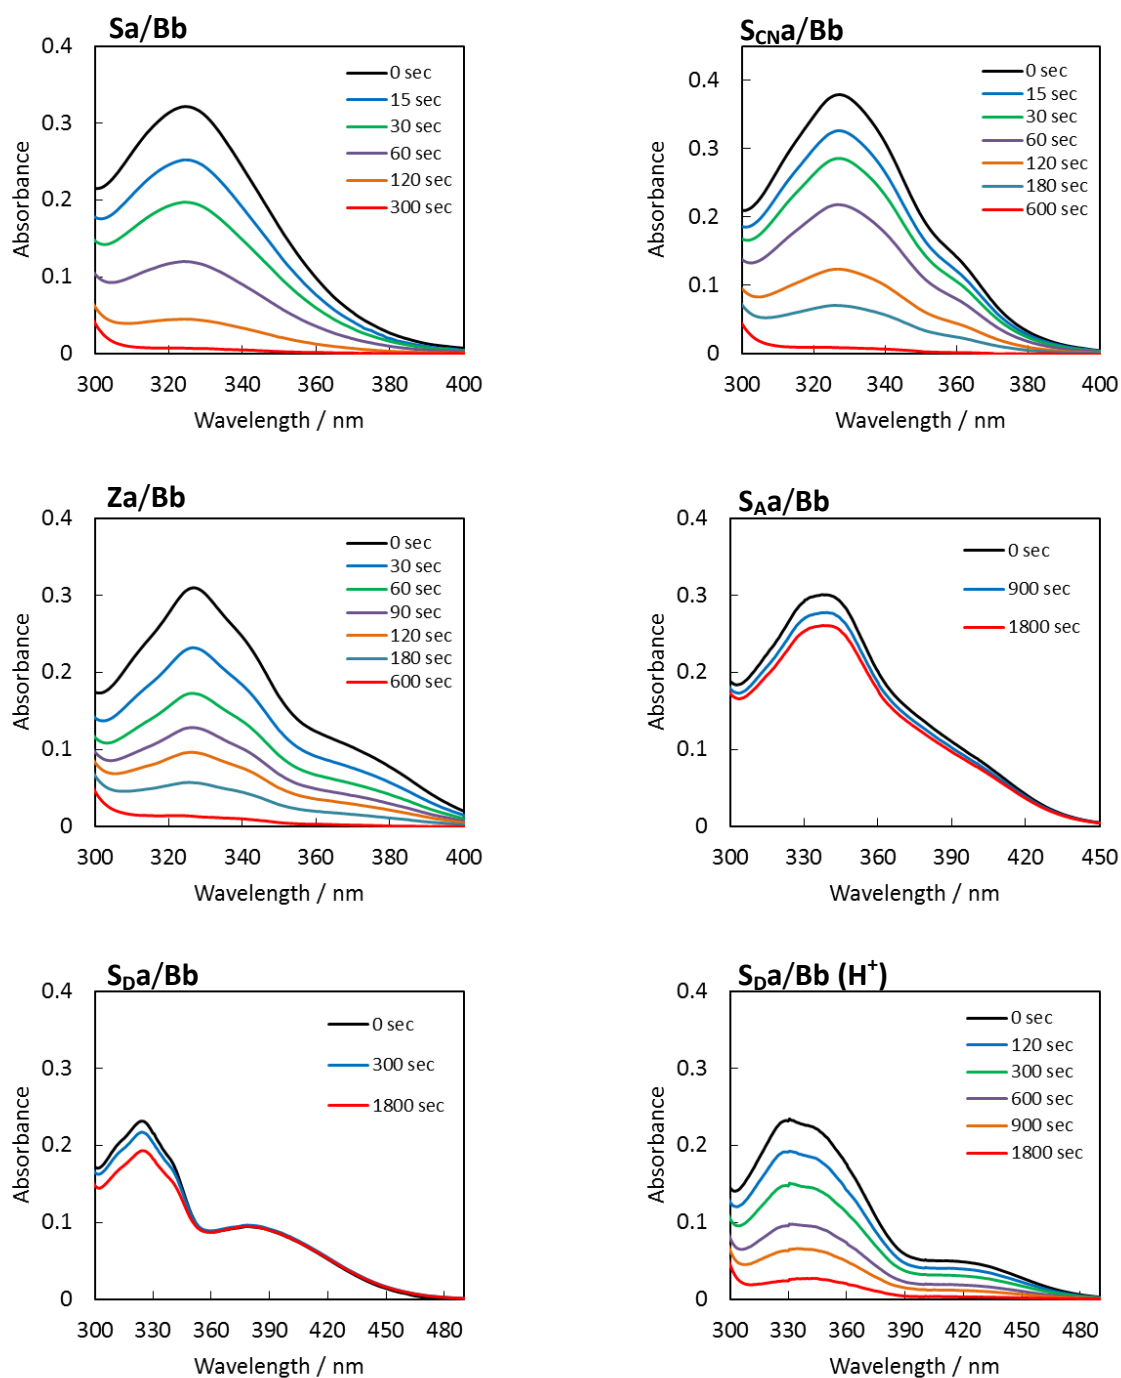 Sa/Bb
0.4
0.3
0.2
0.1
0
Absorbance
0 sec
15 sec
30 sec
60 sec
120 sec
300 sec
300 320 340 360 380 400
Wavelength / nm
S_CNa/Bb
0.4
0.3
0.2
0.1
0
Absorbance
0 sec
15 sec
30 sec
60 sec
120 sec
180 sec
600 sec
300 320 340 360 380 400
Wavelength / nm
Za/Bb
0.4
0.3
0.2
0.1
0
Absorbance
0 sec
30 sec
60 sec
90 sec
120 sec
180 sec
600 sec
300 320 340 360 380 400
Wavelength / nm
S_Aa/Bb
0.4
0.3
0.2
0.1
0
Absorbance
0 sec
900 sec
1800 sec
300 330 360 390 420 450
Wavelength / nm
S_Da/Bb
0.4
0.3
0.2
0.1
0
Absorbance
0 sec
300 sec
1800 sec
300 330 360 390 420 450 480
Wavelength / nm
S_Da/Bb (H⁺)
0.4
0.3
0.2
0.1
0
Absorbance
0 sec
120 sec
300 sec
600 sec
900 sec
1800 sec
300 330 360 390 420 450 480
Wavelength / nm